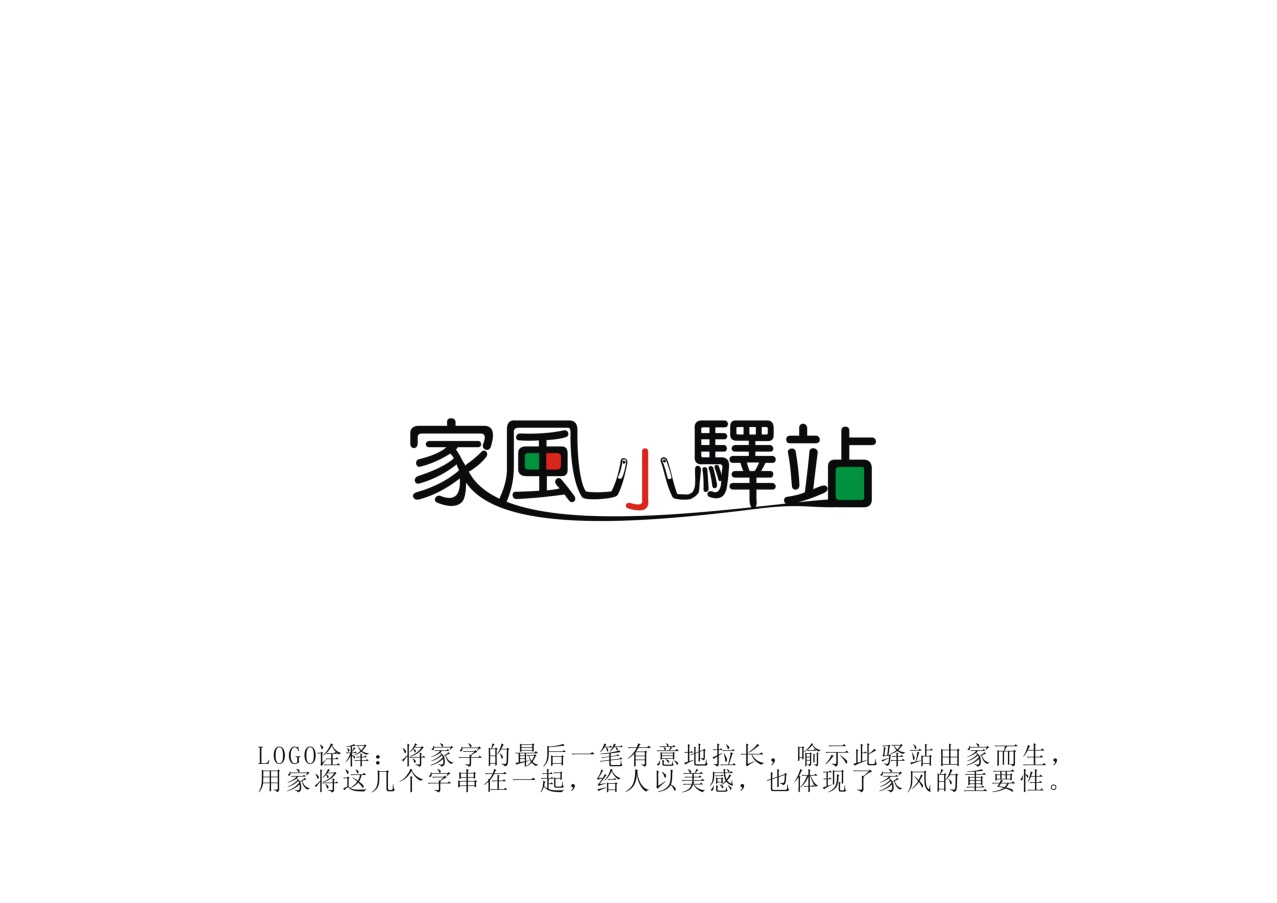 家風小驛站
LOGO诠释：将家字的最后一笔有意地拉长，喻示此驿站由家而生，
用家将这几个字串在一起，给人以美感，也体现了家风的重要性。